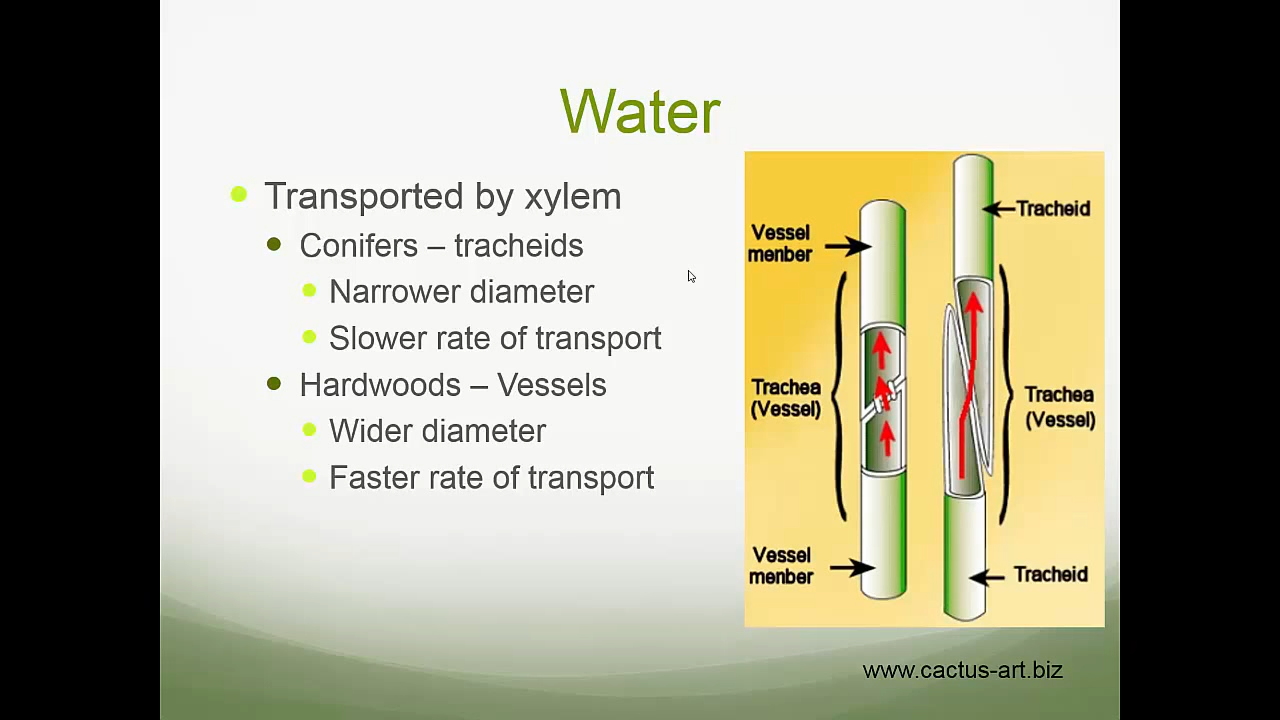 Water
Transported by xylem
Conifers – tracheids
Narrower diameter
Slower rate of transport
Hardwoods – Vessels
Wider diameter
Faster rate of transport
Vessel
menber
Trachea
(Vessel)
Vessel
menber
Tracheid
Trachea
(Vessel)
Tracheid
www.cactus-art.biz